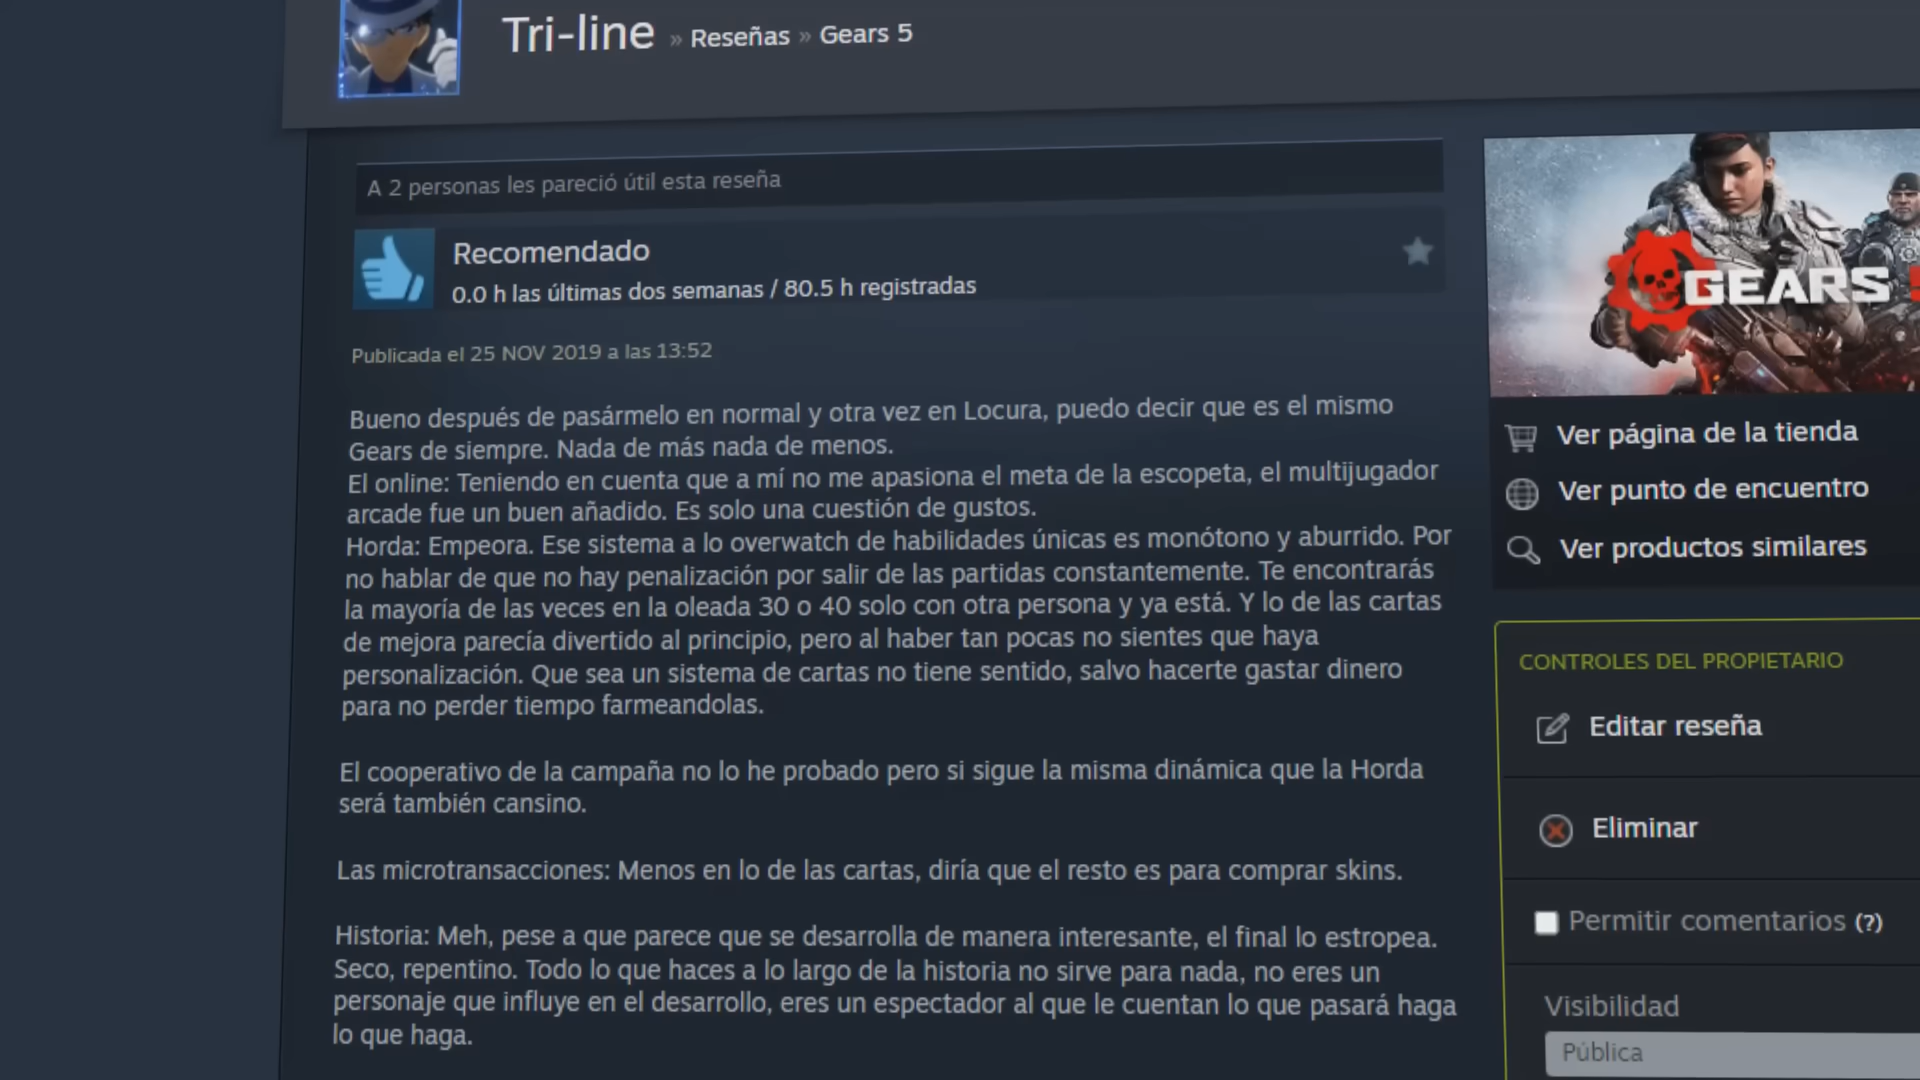 Tri-line » Reseñas » Gears 5
A 2 personas les pareció útil esta reseña
Recomendado
0.0 h las últimas dos semanas / 80.5 h registradas
Publicada el 25 NOV 2019 a las 13:52
Bueno después de pasármelo en normal y otra vez en Locura, puedo decir que es el mismo
Gears de siempre. Nada de más nada de menos.
El online: Teniendo en cuenta que a mí no me apasiona el meta de la escopeta, el multijugador
arcade fue un buen añadido. Es solo una cuestión de gustos.
Horda: Empeora. Ese sistema a lo overwatch de habilidades únicas es monótono y aburrido. Por
no hablar de que no hay penalización por salir de las partidas constantemente. Te encontrarás
la mayoría de las veces en la oleada 30 o 40 solo con otra persona y ya está. Y lo de las cartas
de mejora parecía divertido al principio, pero al haber tan pocas no sientes que haya
personalización. Que sea un sistema de cartas no tiene sentido, salvo hacerte gastar dinero
para no perder tiempo farmeandolas.
El cooperativo de la campaña no lo he probado pero si sigue la misma dinámica que la Horda
será también cansino.
Las microtransacciones: Menos en lo de las cartas, diría que el resto es para comprar skins.
Historia: Meh, pese a que parece que se desarrolla de manera interesante, el final lo estropea.
Seco, repentino. Todo lo que haces a lo largo de la historia no sirve para nada, no eres un
personaje que influye en el desarrollo, eres un espectador al que le cuentan lo que pasará haga
lo que haga.
GEARS 5
Ver página de la tienda
Ver punto de encuentro
Ver productos similares
CONTROLES DEL PROPIETARIO
Editar reseña
Eliminar
Permitir comentarios (?)
Visibilidad
Pública